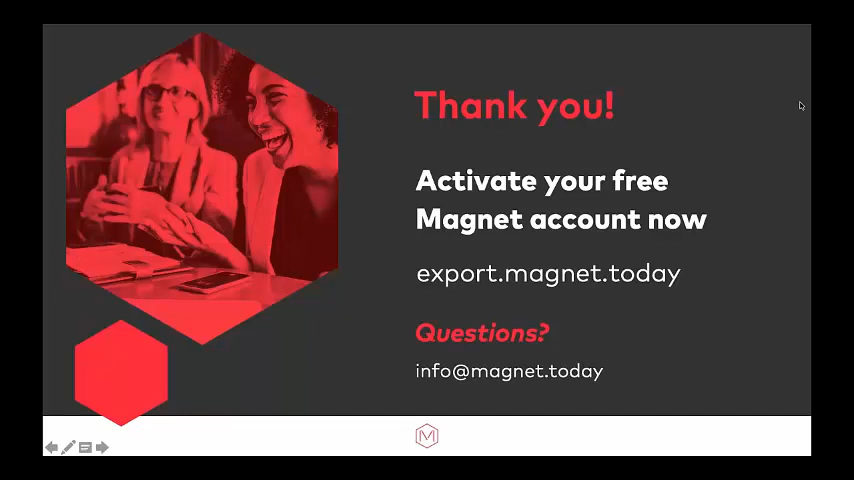 Thank you!
Activate your free
Magnet account now
export.magnet.today
Questions?
info@magnet.today
M